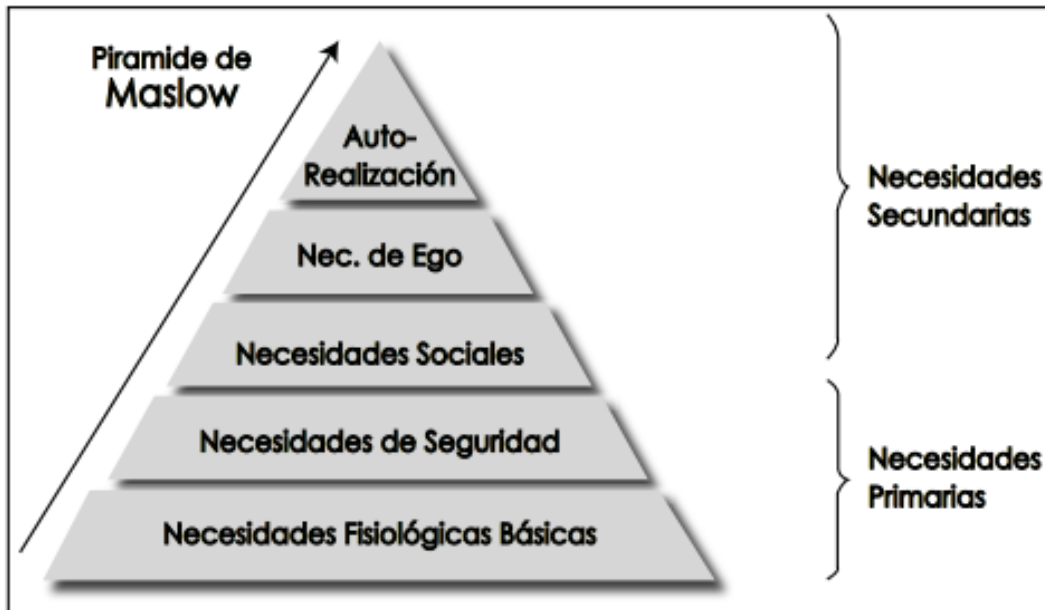 Piramide de
Maslow
Auto-
Realización
Nec. de Ego
Necesidades Sociales
Necesidades de Seguridad
Necesidades Fisiológicas Básicas
Necesidades
Secundarias
Necesidades
Primarias